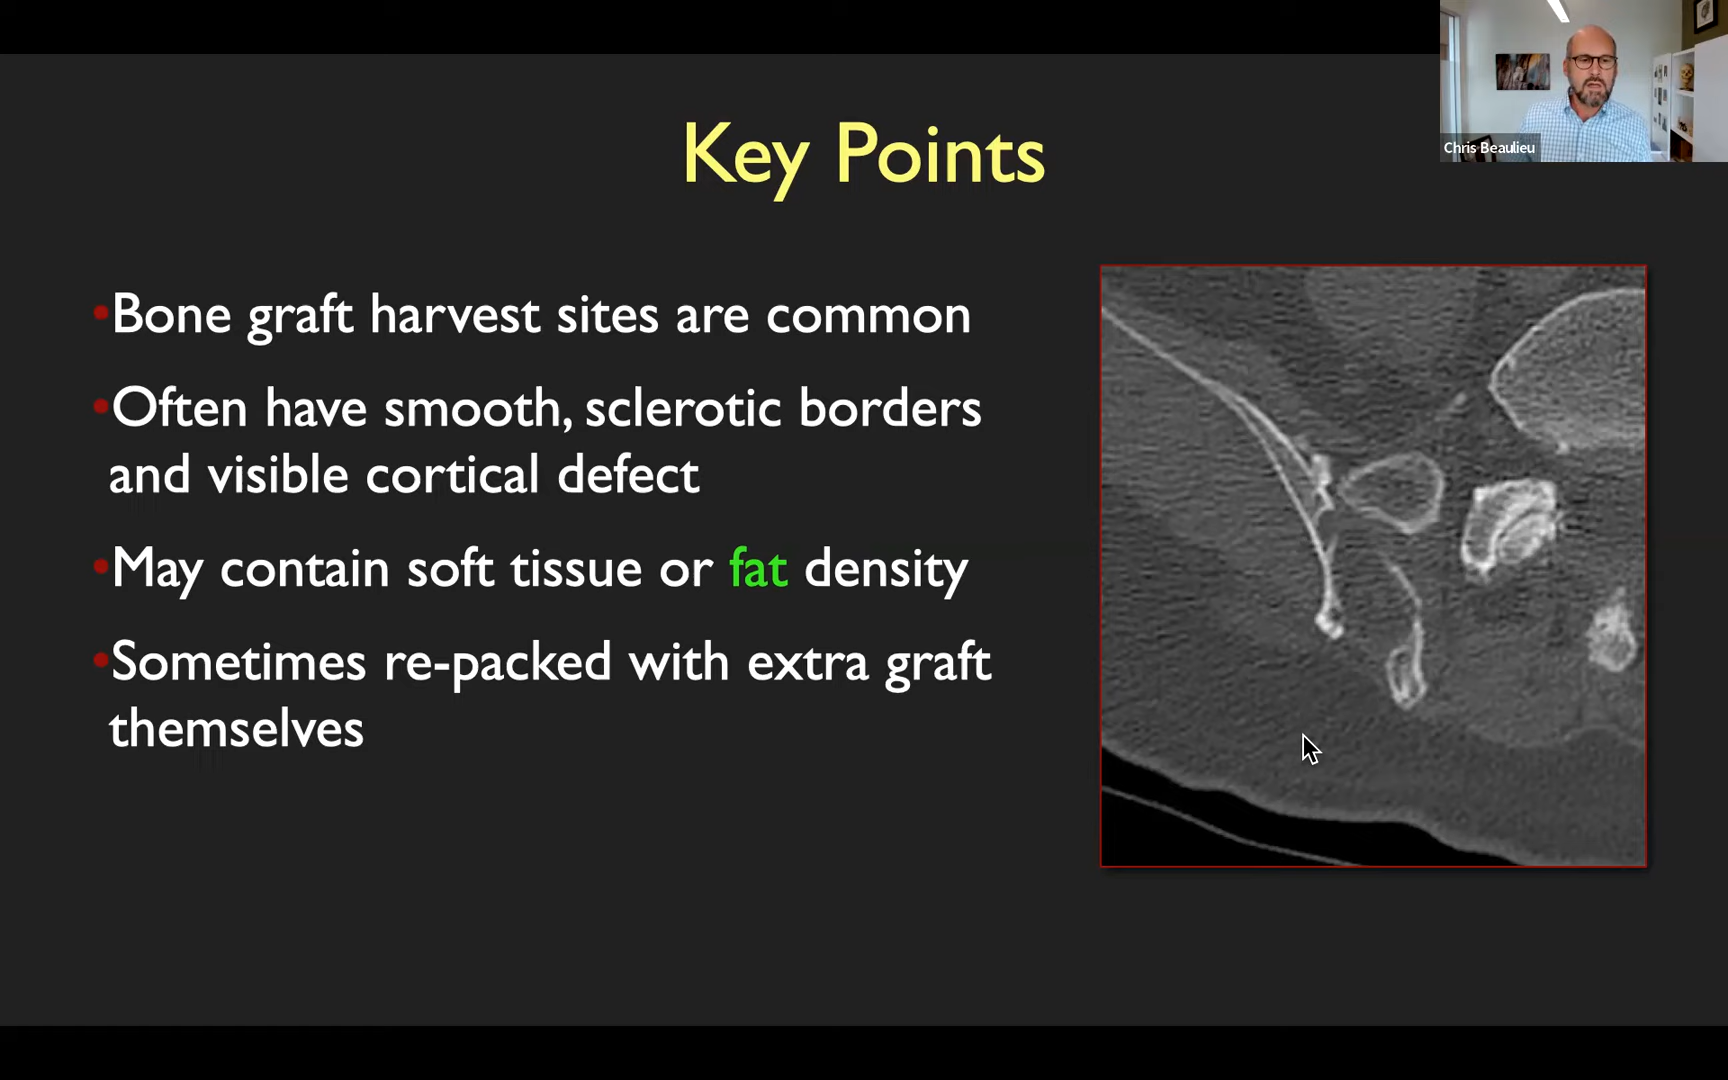 Key Points
Chris Beaulieu
•Bone graft harvest sites are common
•Often have smooth, sclerotic borders
and visible cortical defect
•May contain soft tissue or fat density
•Sometimes re-packed with extra graft
themselves